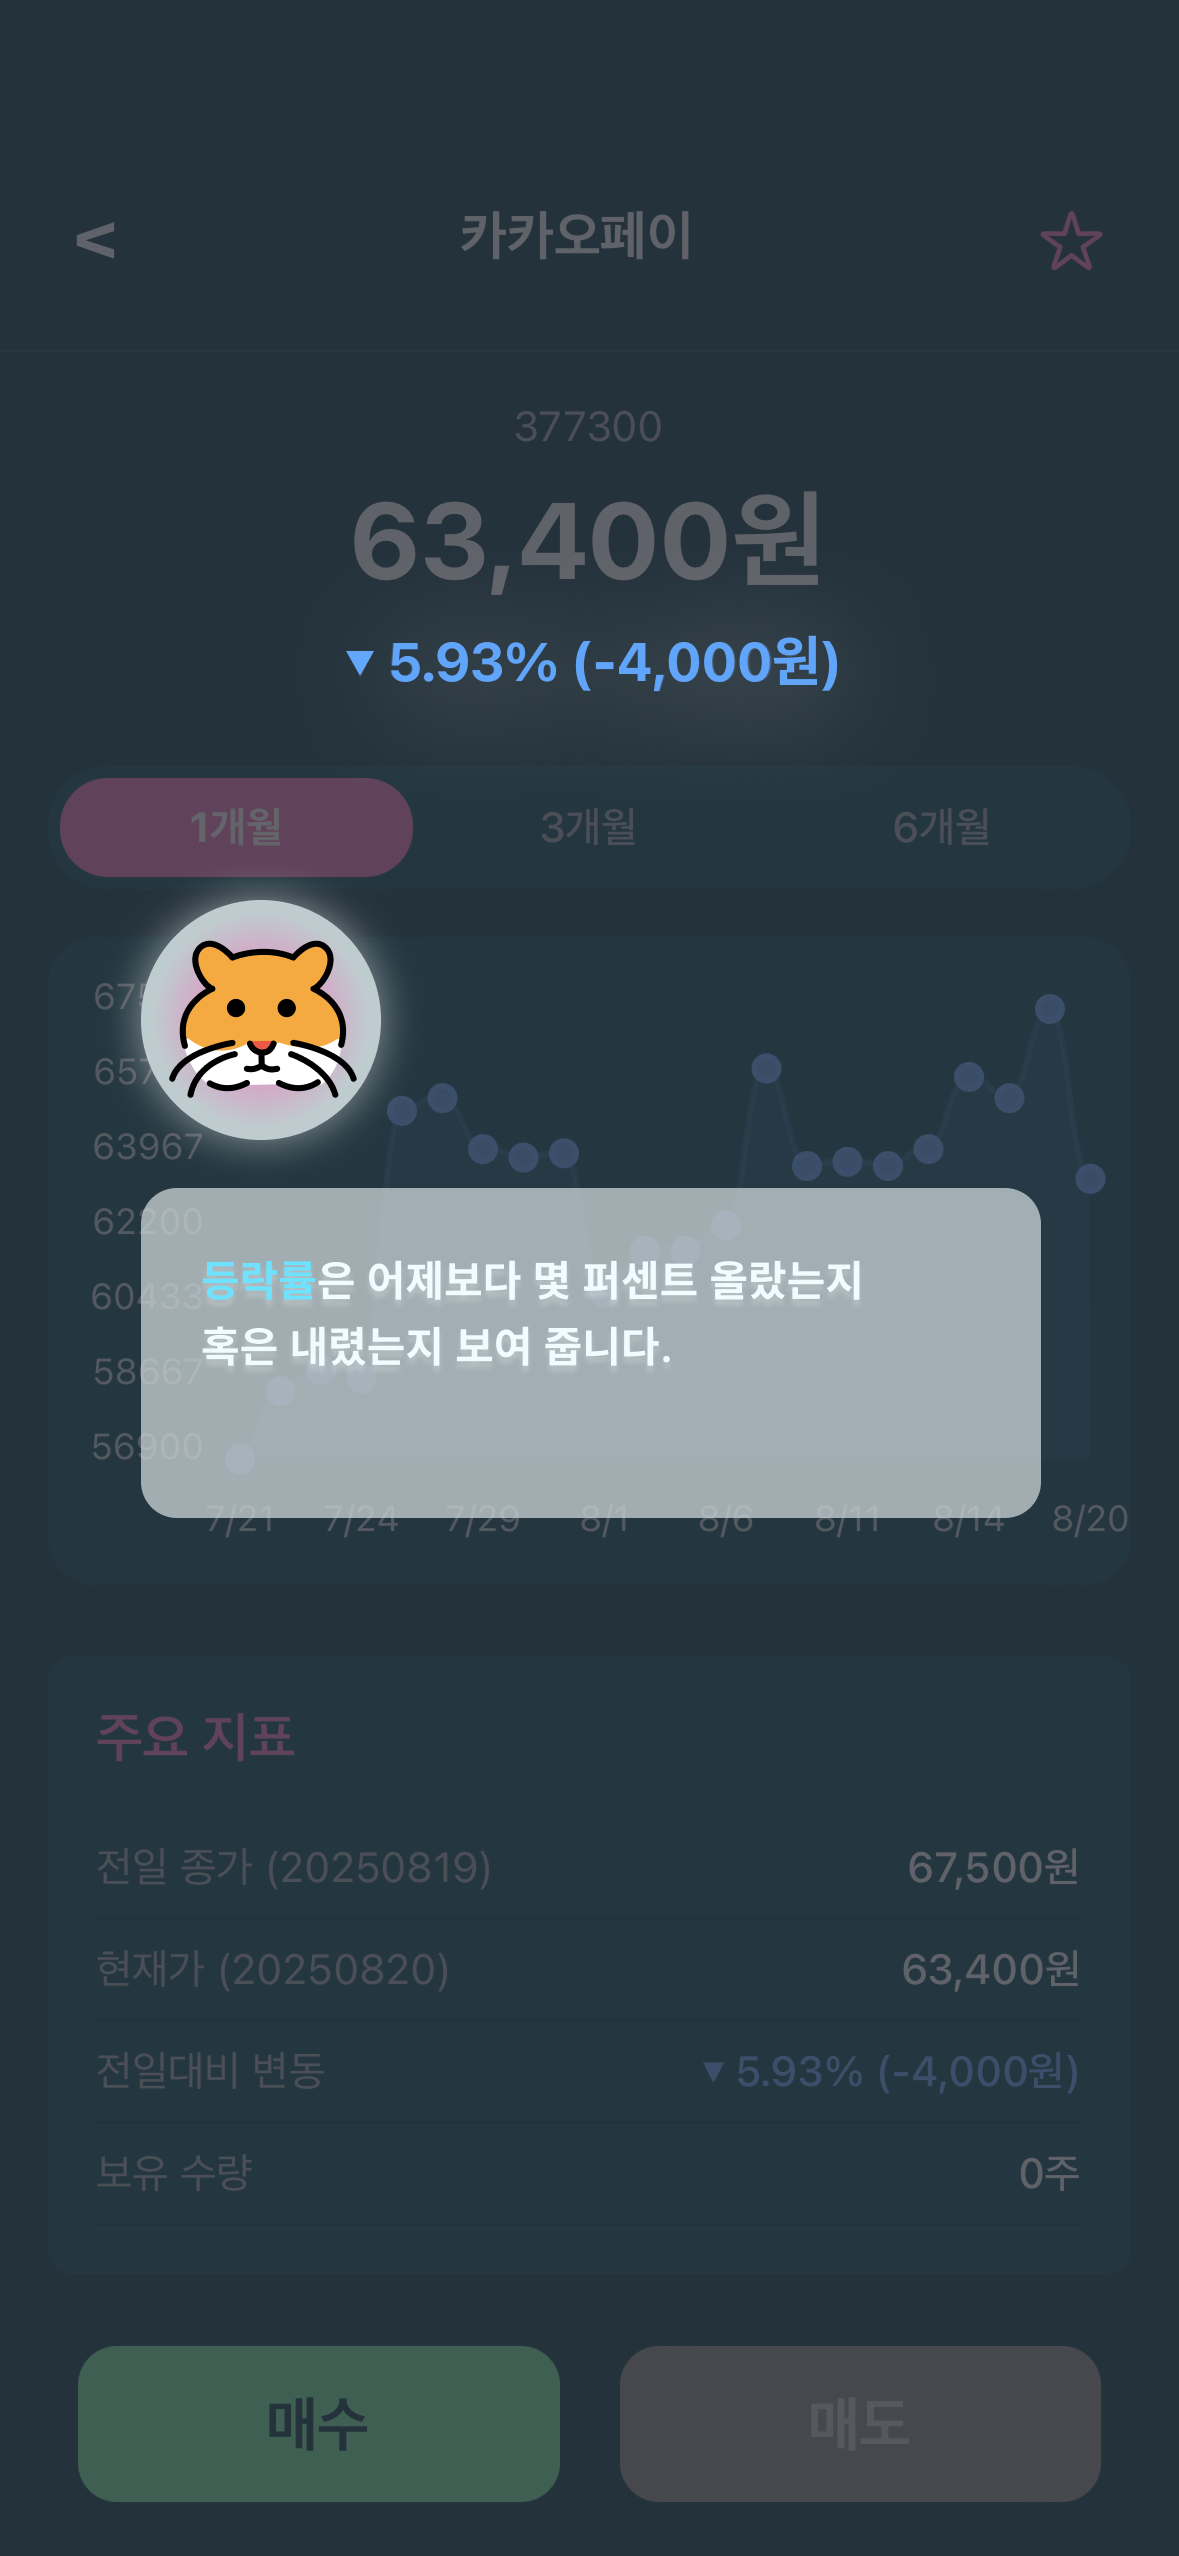 <
카카오페이
377300
63,400원
▼ 5.93% (-4,000원)
1개월 3개월 6개월
63967
62200
60433
58667
56900
등락률은 어제보다 몇 퍼센트 올랐는지
혹은 내렸는지 보여 줍니다.
7/21 7/24 7/29 8/1 8/6 8/11 8/14 8/20
주요 지표
전일 종가 (20250819) 67,500원
현재가 (20250820) 63,400원
전일대비 변동 ▼ 5.93% (-4,000원)
보유 수량 0주
매수 매도